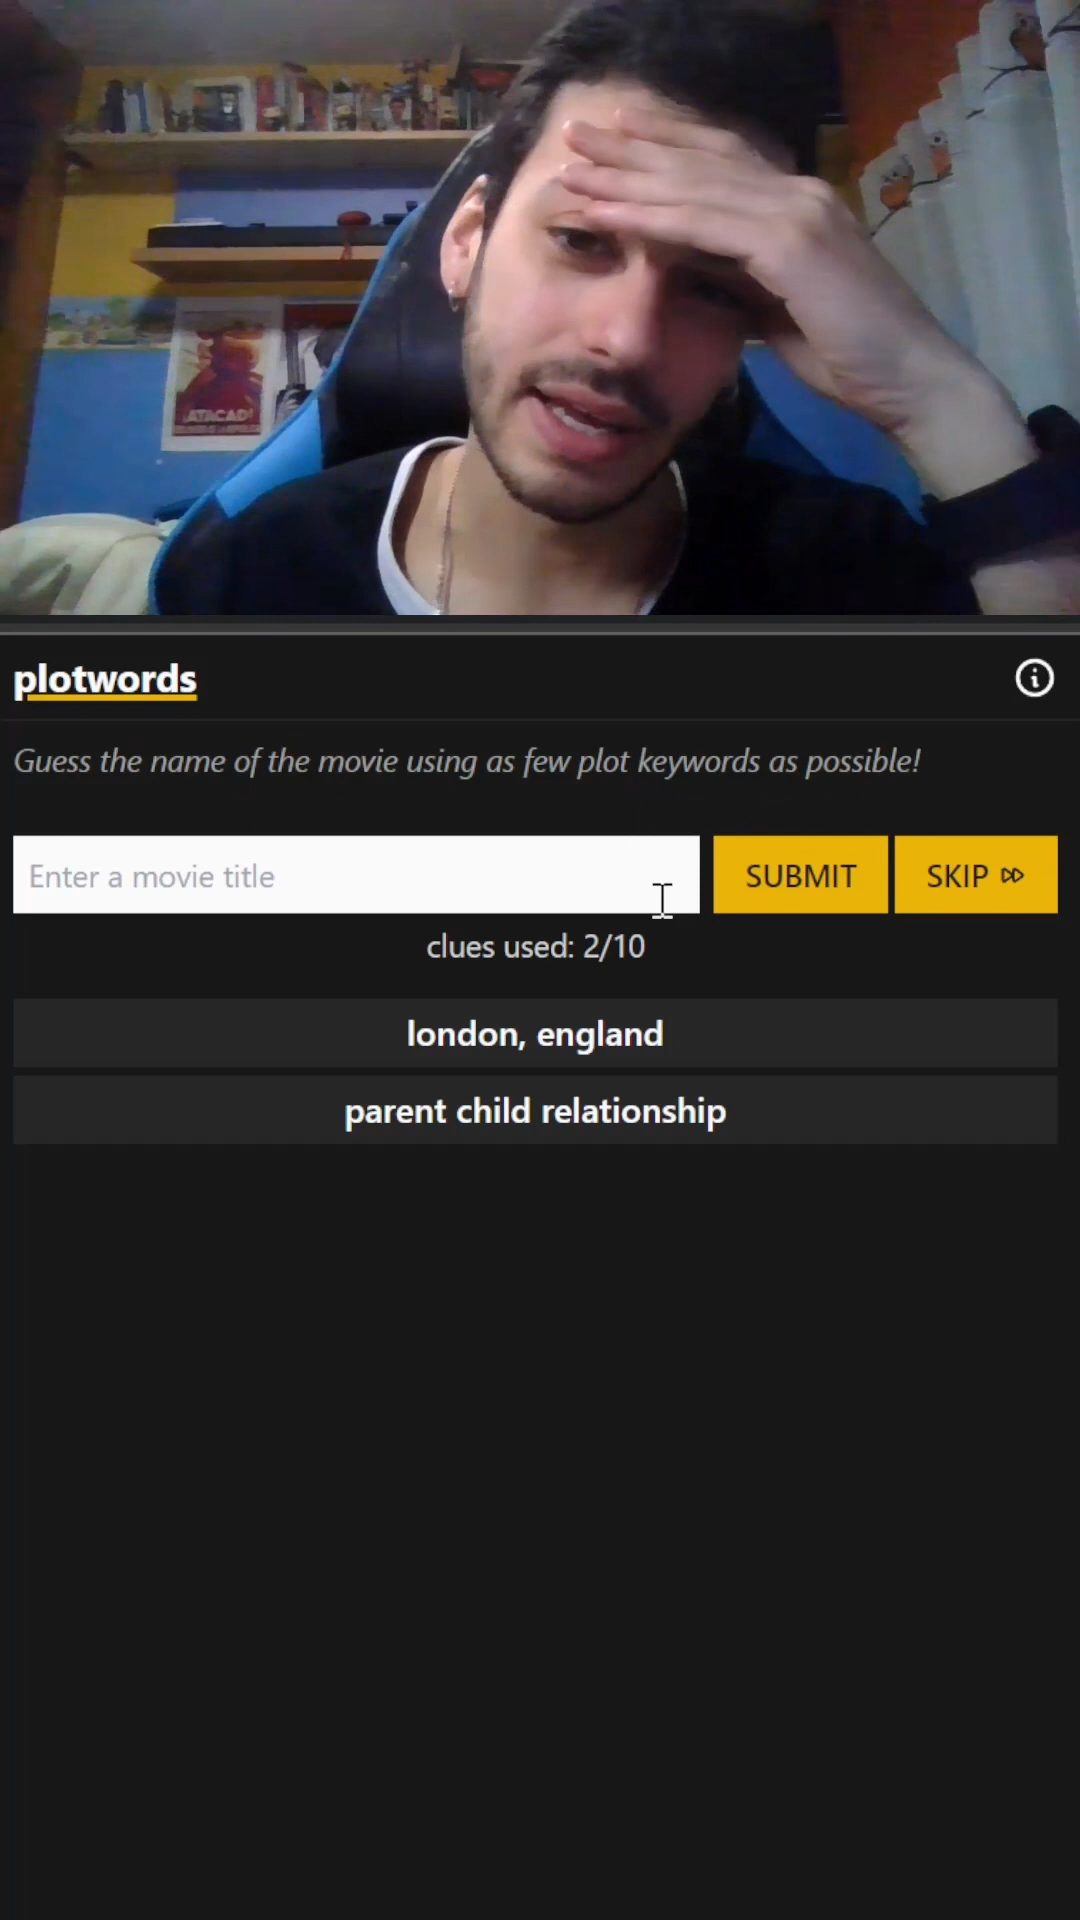 ¡ATACAD!
plotwords
Guess the name of the movie using as few plot keywords as possible!
Enter a movie title
SUBMIT
SKIP
clues used: 2/10
london, england
parent child relationship